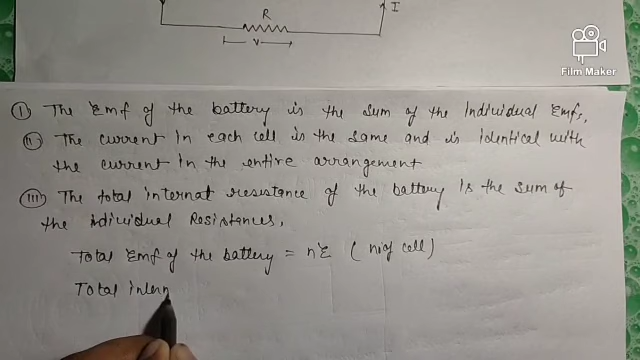 R
I
V
Film Maker
(I) The Emf of the battery is the sum of the individual Emfs,
(II) The current in each cell is the same and is identical with
the current in the entire arrangement
(III) The total internal resistance of the battery is the sum of
the individual Resistances,
Total Emf of the battery = nE ( of cell)
Total intern